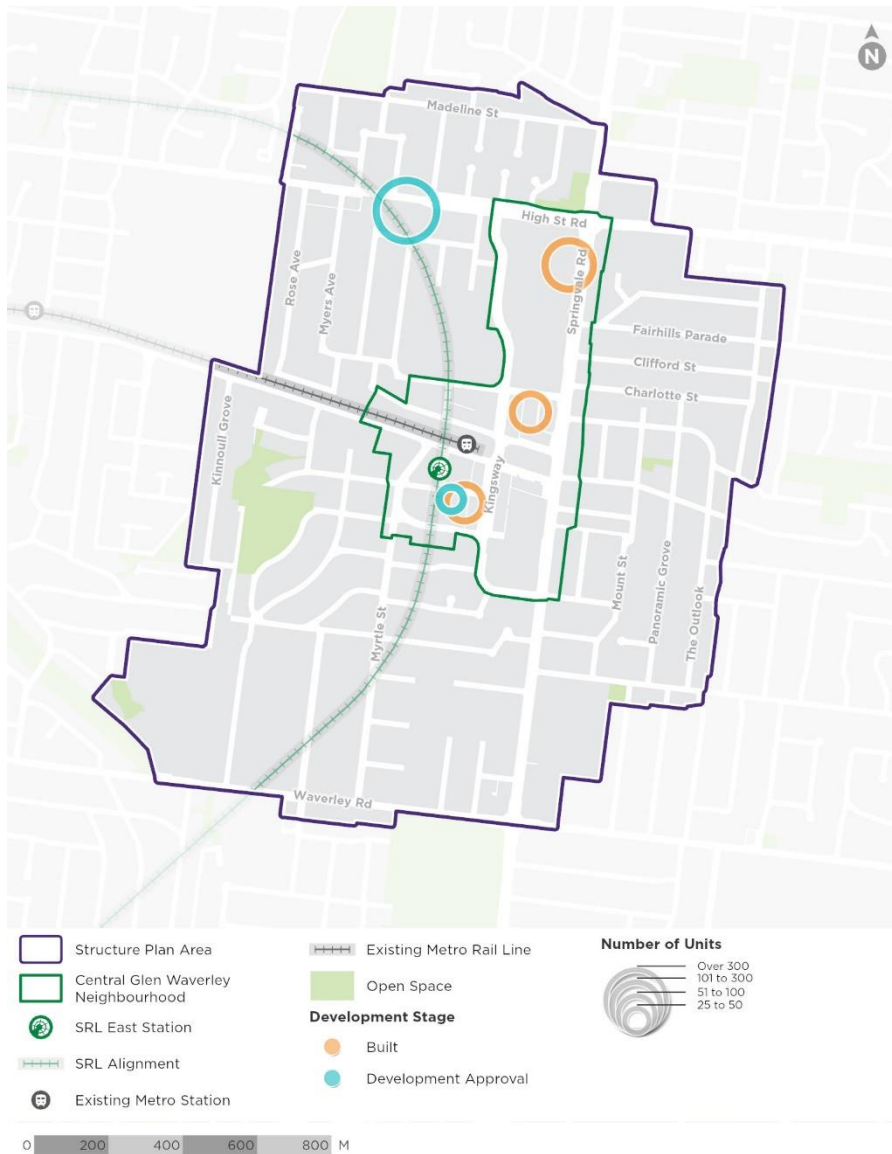 N
Madeline St
High St Rd
Springvale Rd
Rose Ave
Myers Ave
Fairhills Parade
Clifford St
Charlotte St
Kinnoull Grove
Kingsway
Mount St
Panoramic Grove
The Outlook
Myrtle St
Waverley Rd
Structure Plan Area
Central Glen Waverley
Neighbourhood
SRL East Station
SRL Alignment
Existing Metro Station
Existing Metro Rail Line
Open Space
Development Stage
Built
Development Approval
Number of Units
Over 300
101 to 300
51 to 100
25 to 50
0 200 400 600 800 M